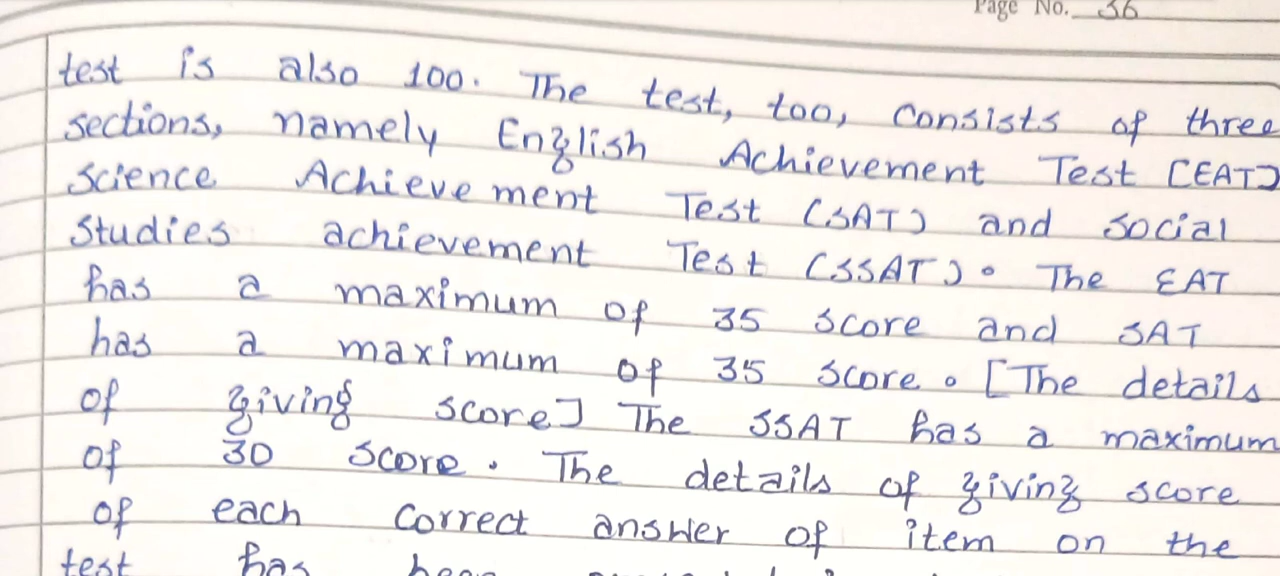 Page No. 36
test is also 100. The test, too, consists of three
sections, namely English Achievement Test [EAT]
Science Achievement Test (SAT) and Social
Studies achievement Test (SSAT). The EAT
has a maximum of 35 score and SAT
has a maximum of 35 score. [The details
of giving score] The SSAT has a maximum
of 30 score. The details of giving score
of each correct answer of item on the
test has been